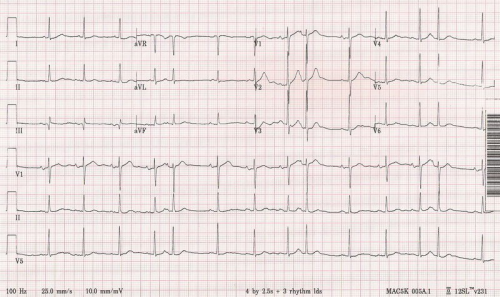 I aVR V1 V4
II aVL V2 V5
III aVF V3 V6
V1
II
V5
100 Hz 25.0 mm/s 10.0 mm/mV 4 by 2.5s + 3 rhythm lds MAC5K 005A.1 12SL™ v231